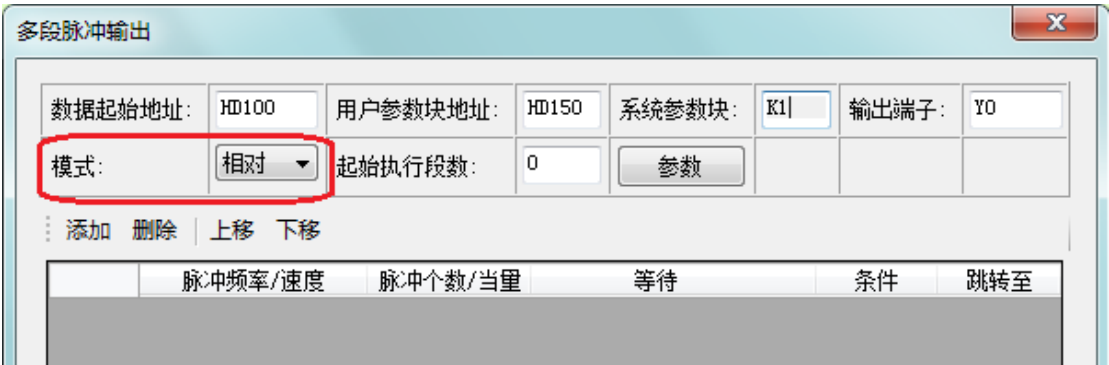 多段脉冲输出
数据起始地址: HD100 用户参数块地址: HD150 系统参数块: K1 输出端子: Y0
模式: 相对 起始执行段数: 0 参数
添加 删除 上移 下移
脉冲频率/速度 脉冲个数/当量 等待 条件 跳转至